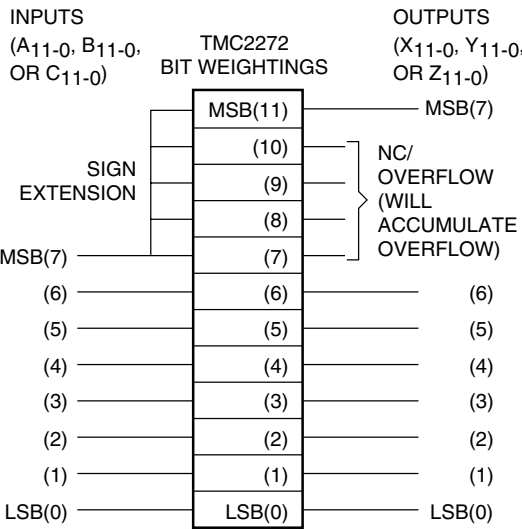 INPUTS
(A11-0, B11-0,
OR C11-0)
TMC2272
BIT WEIGHTINGS
OUTPUTS
(X11-0, Y11-0,
OR Z11-0)
MSB(11)
MSB(7)
(10)
(9)
(8)
(7)
SIGN
EXTENSION
NC/
OVERFLOW
(WILL
ACCUMULATE
OVERFLOW)
MSB(7)
(6) (6) (6)
(5) (5) (5)
(4) (4) (4)
(3) (3) (3)
(2) (2) (2)
(1) (1) (1)
LSB(0) LSB(0) LSB(0)